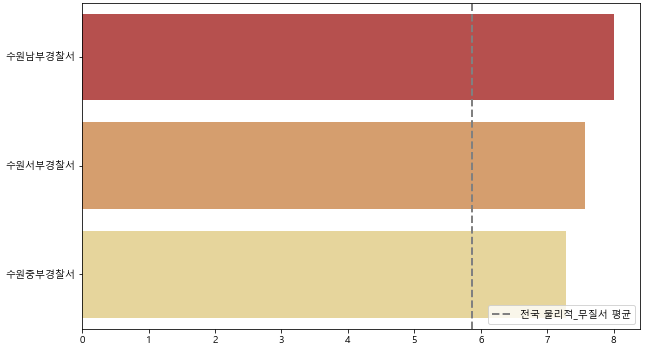 수원남부경찰서
수원서부경찰서
수원중부경찰서
전국 물리적_무질서 평균
0 1 2 3 4 5 6 7 8